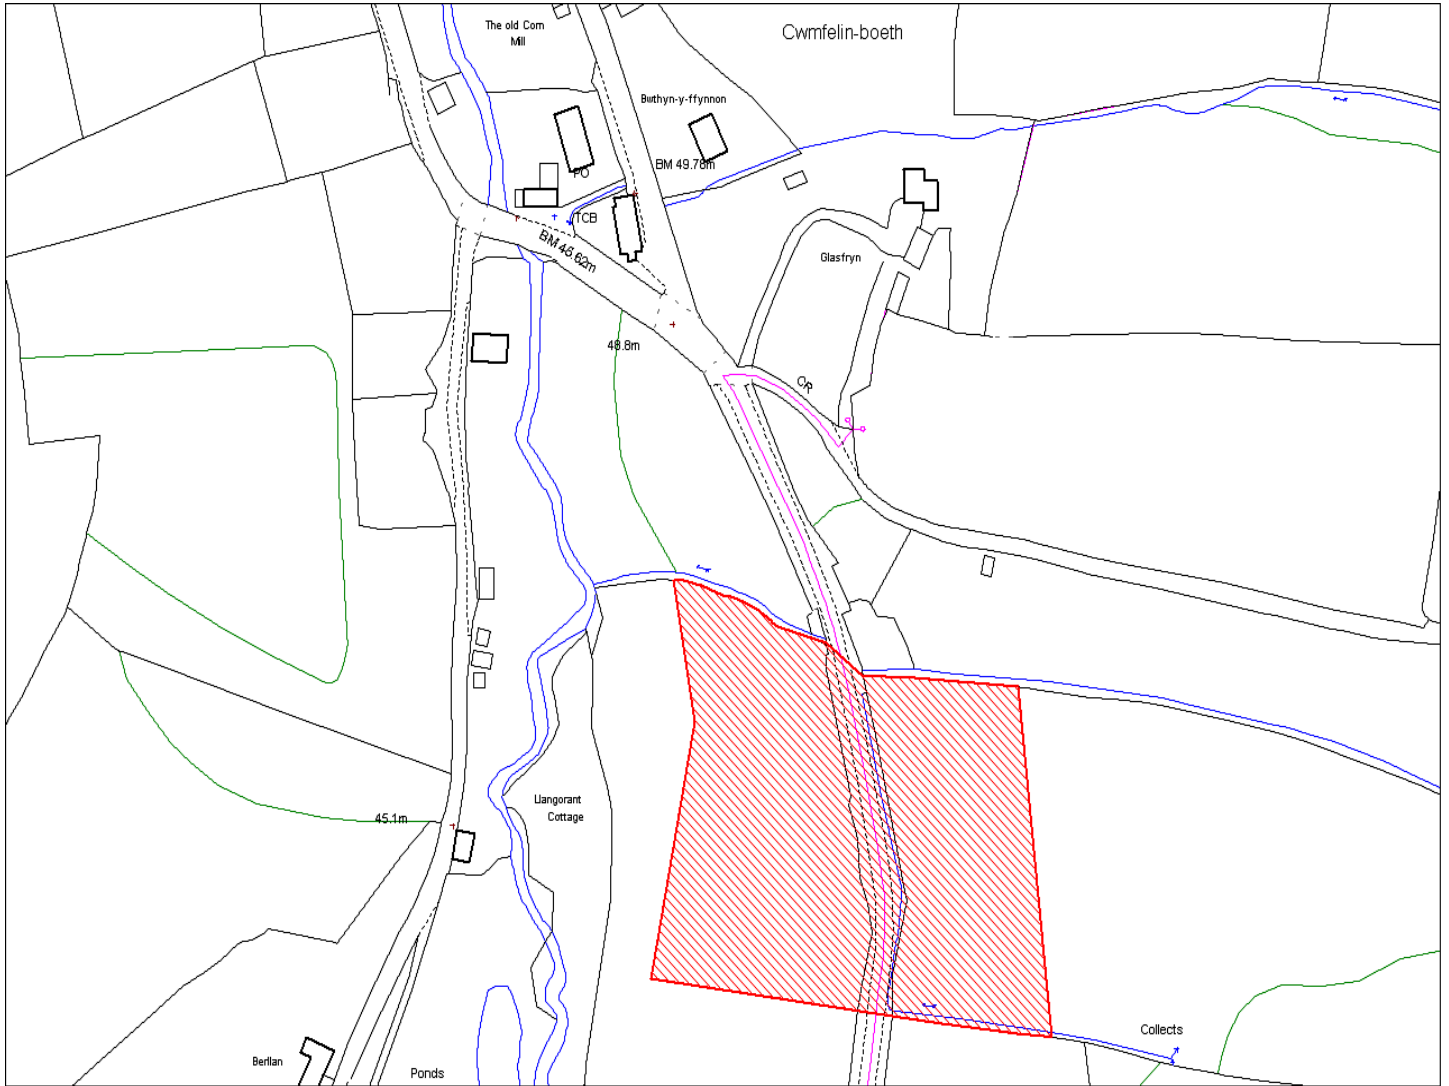 The old Corn
Mill
Cwmfelin-boeth
Bwthyn-y-ffynnon
BM 49.78m
PO
TCB
BM 46.62m
Glasfryn
48.8m
CR
Llangorant
Cottage
45.1m
Collects
Berllan
Ponds